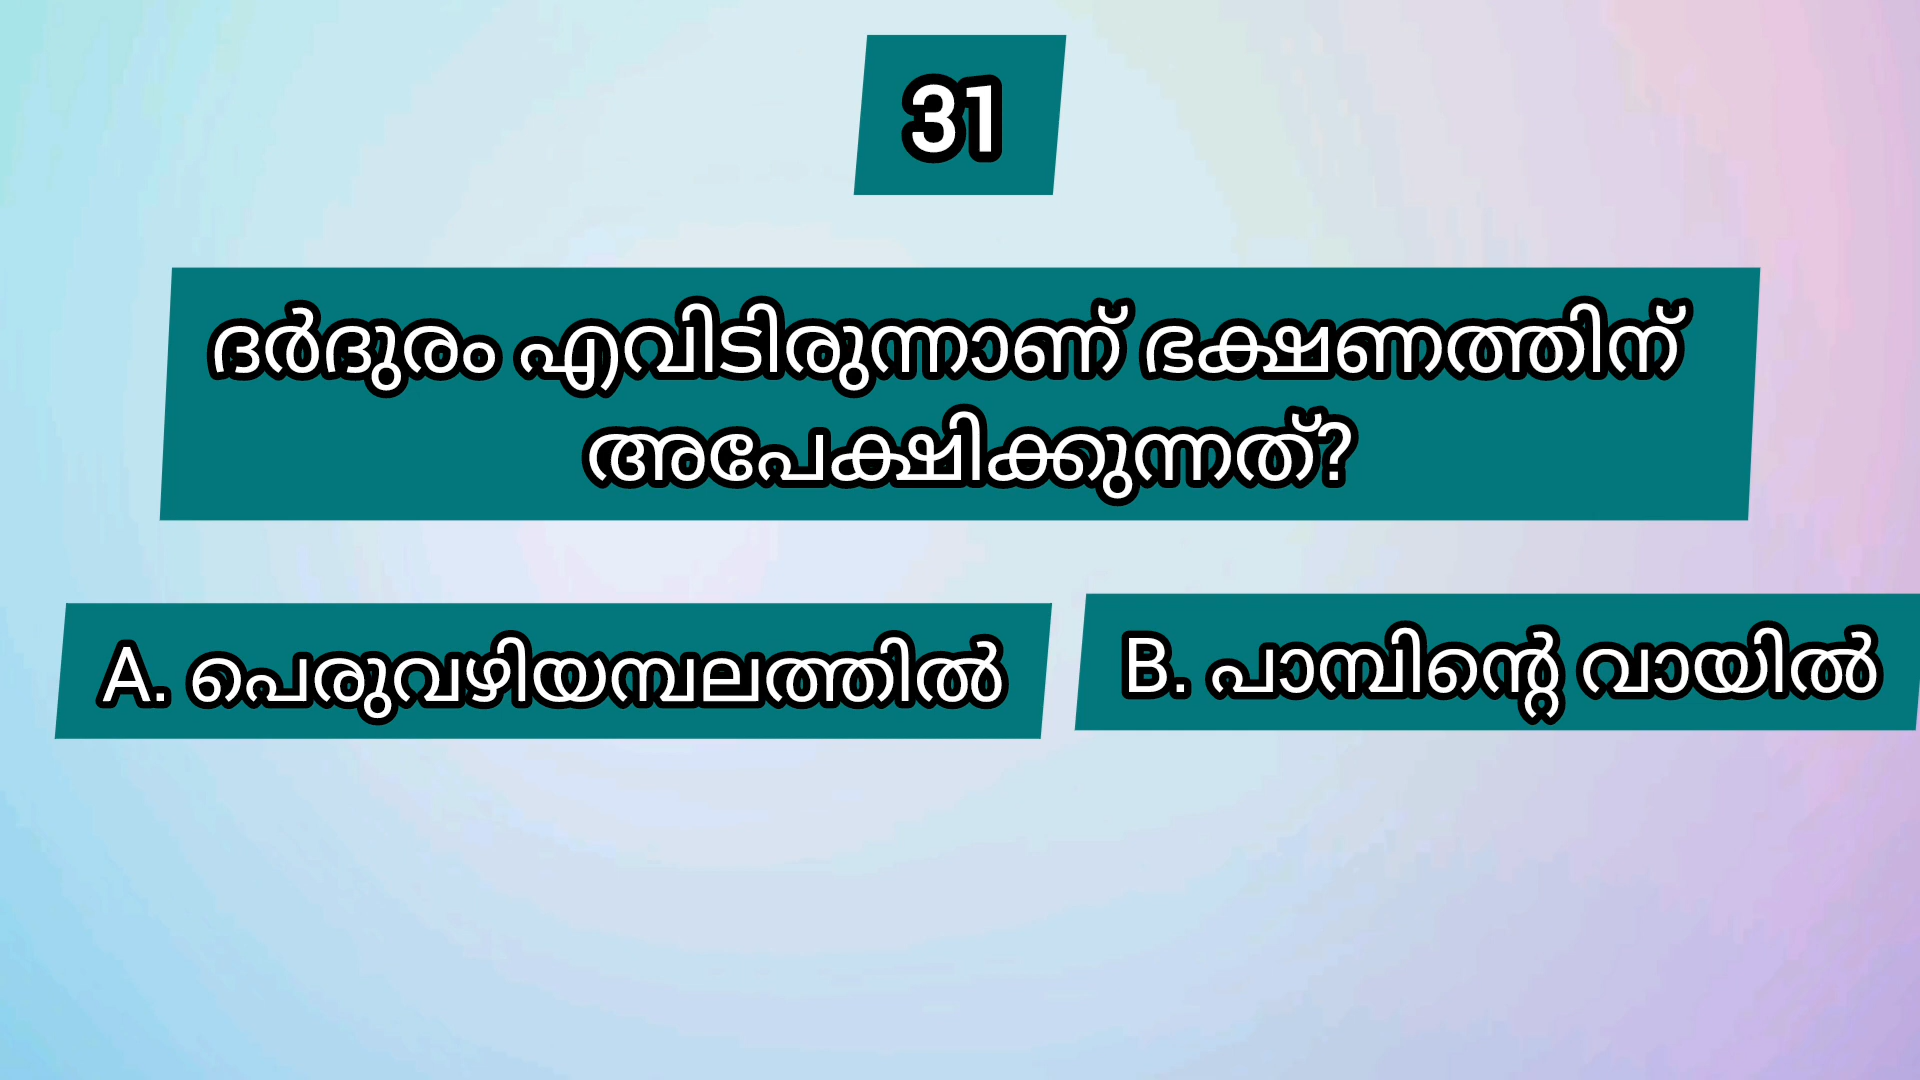 31
ദർദുരം എവിടിരുന്നാണ് ഭക്ഷണത്തിന്
അപേക്ഷിക്കുന്നത്?
A. പെരുവഴിയമ്പലത്തിൽ
B. പാമ്പിന്റെ വായിൽ